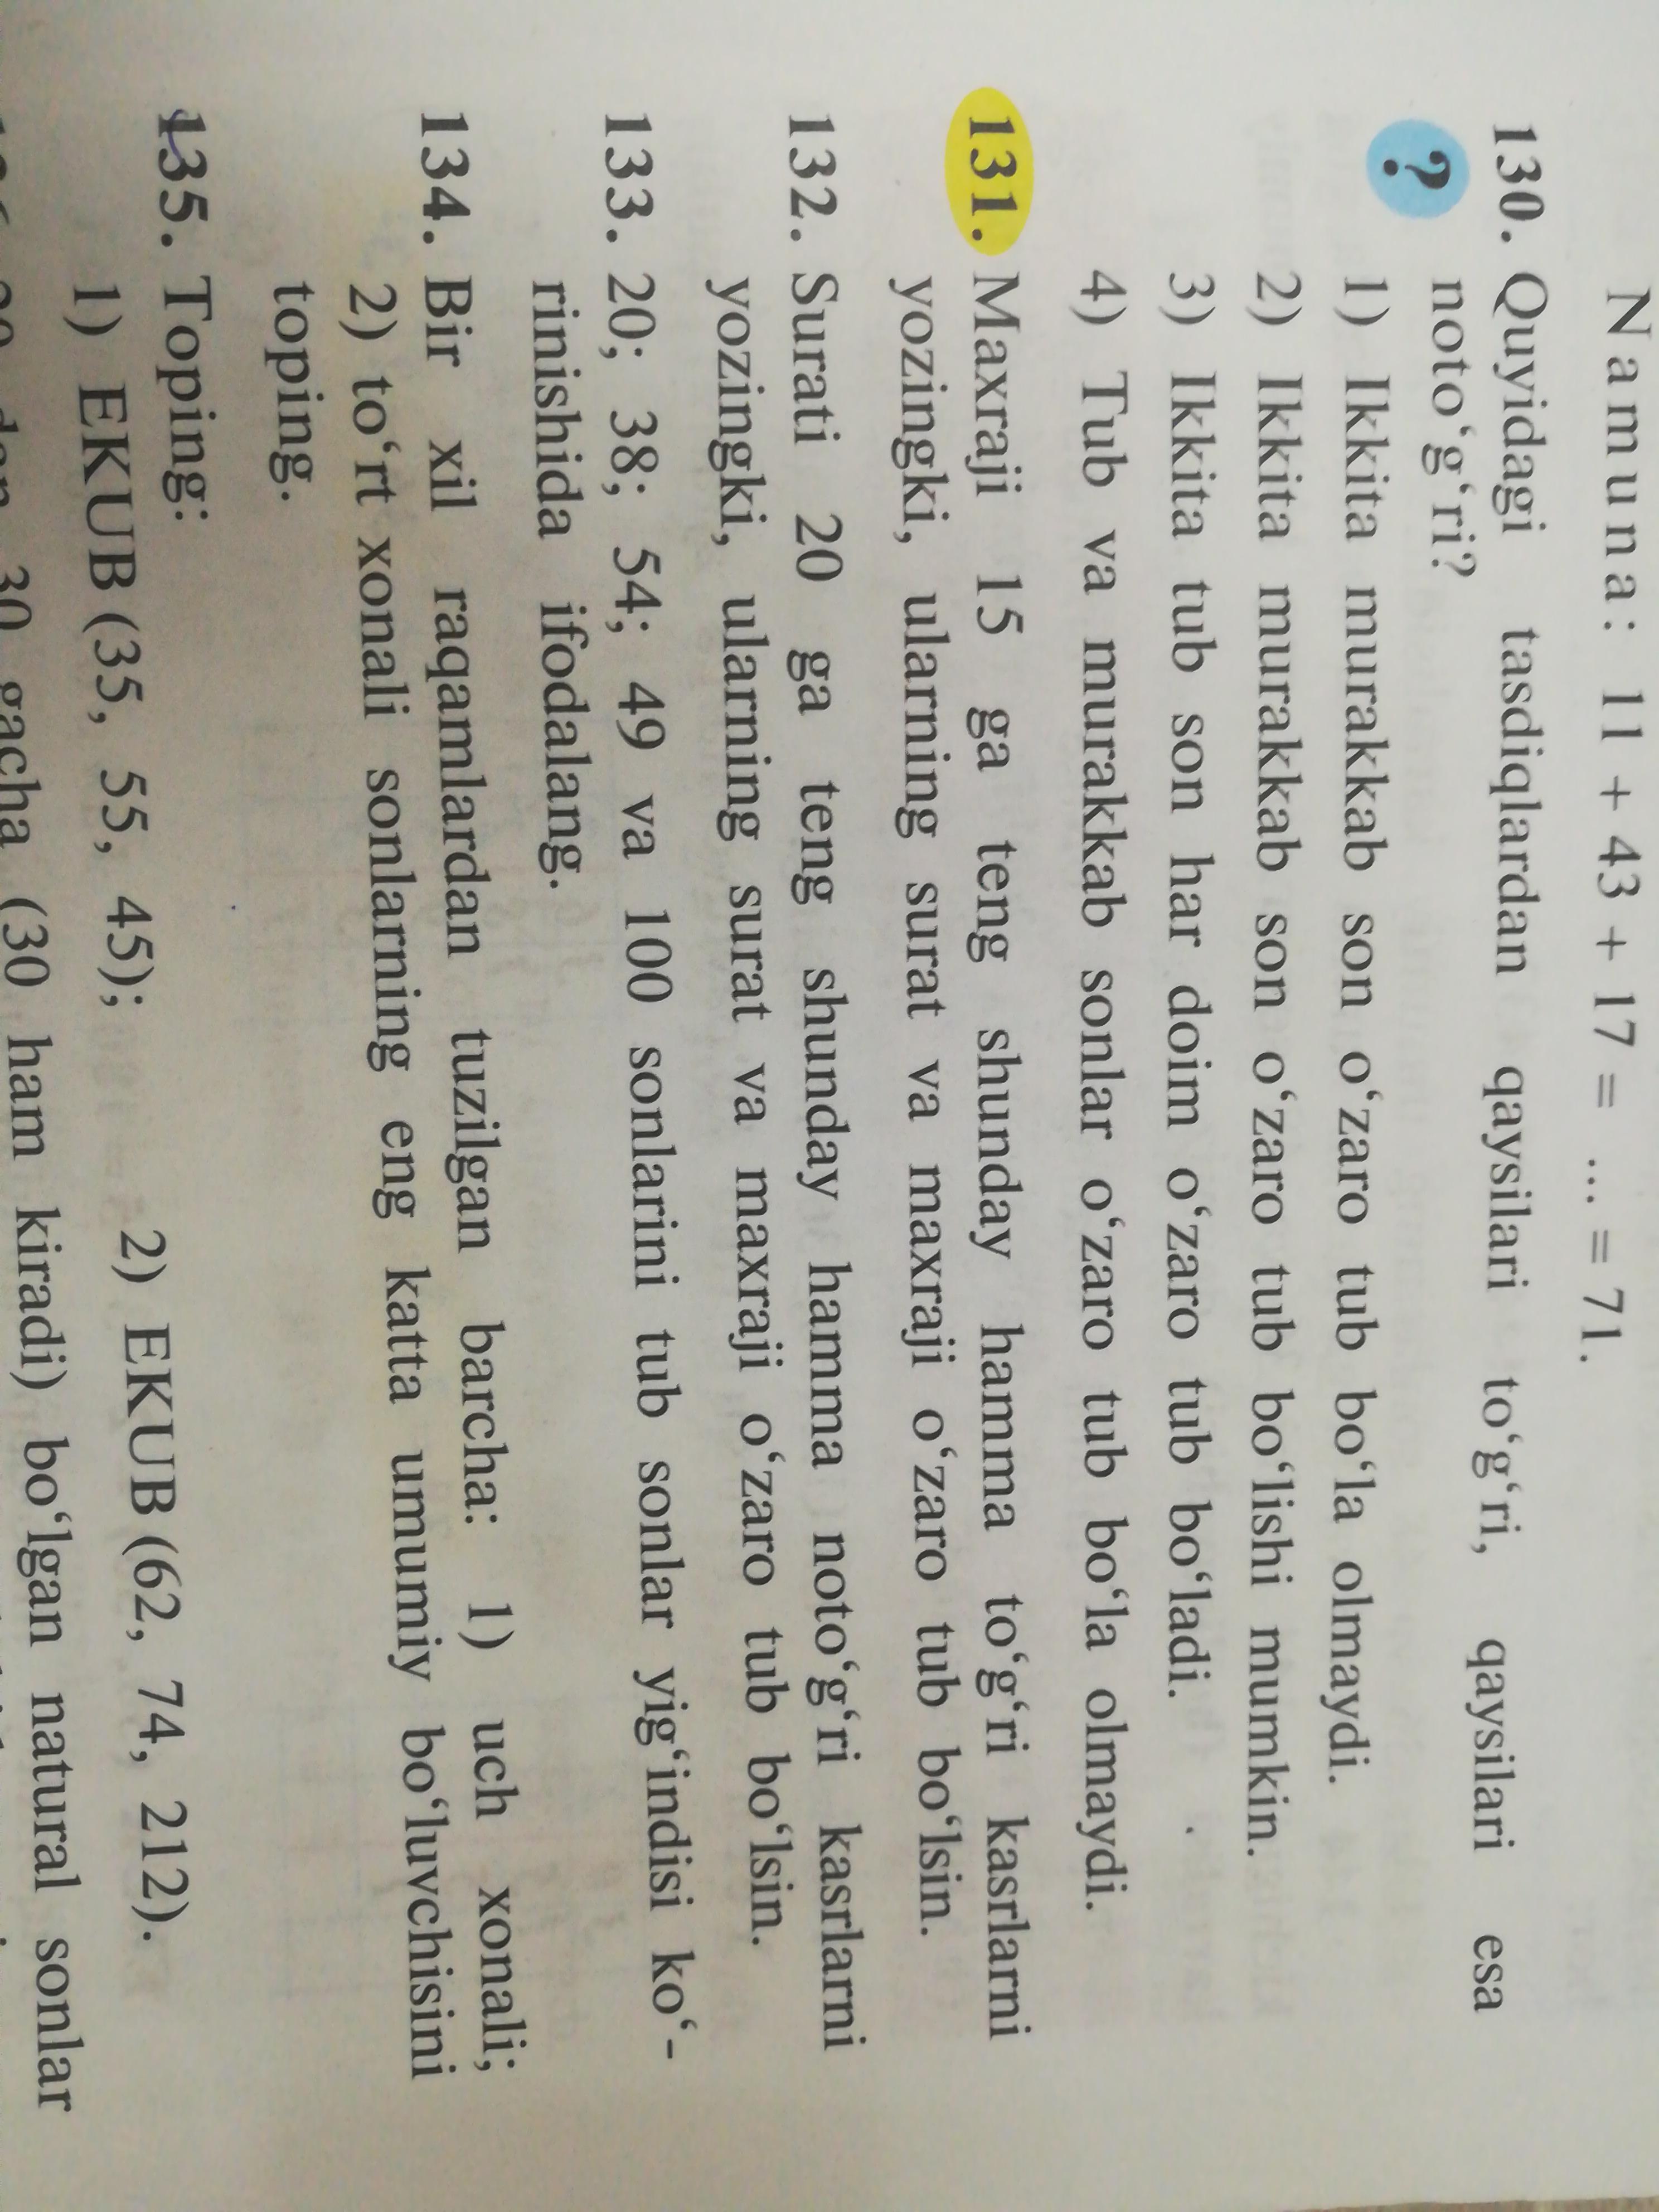 Namuna: 11 + 43 + 17 = ... = 71.
130. Quyidagi tasdiqlardan qaysilari to‘g‘ri, qaysilari esa
? noto‘g‘ri?
1) Ikkita murakkab son o‘zaro tub bo‘la olmaydi.
2) Ikkita murakkab son o‘zaro tub bo‘lishi mumkin.
3) Ikkita tub son har doim o‘zaro tub bo‘ladi.
4) Tub va murakkab sonlar o‘zaro tub bo‘la olmaydi.
131. Maxraji 15 ga teng shunday hamma to‘g‘ri kasrlarni
yozingki, ularning surat va maxraji o‘zaro tub bo‘lsin.
132. Surati 20 ga teng shunday hamma noto‘g‘ri kasrlarni
yozingki, ularning surat va maxraji o‘zaro tub bo‘lsin.
133. 20; 38; 54; 49 va 100 sonlarini tub sonlar yig‘indisi ko‘-
rinishida ifodalang.
134. Bir xil raqamlardan tuzilgan barcha: 1) uch xonali;
2) to‘rt xonali sonlarning eng katta umumiy bo‘luvchisini
toping.
135. Toping:
1) EKUB (35, 55, 45); 2) EKUB (62, 74, 212).
30 gacha (30 ham kiradi) bo‘lgan natural sonlar